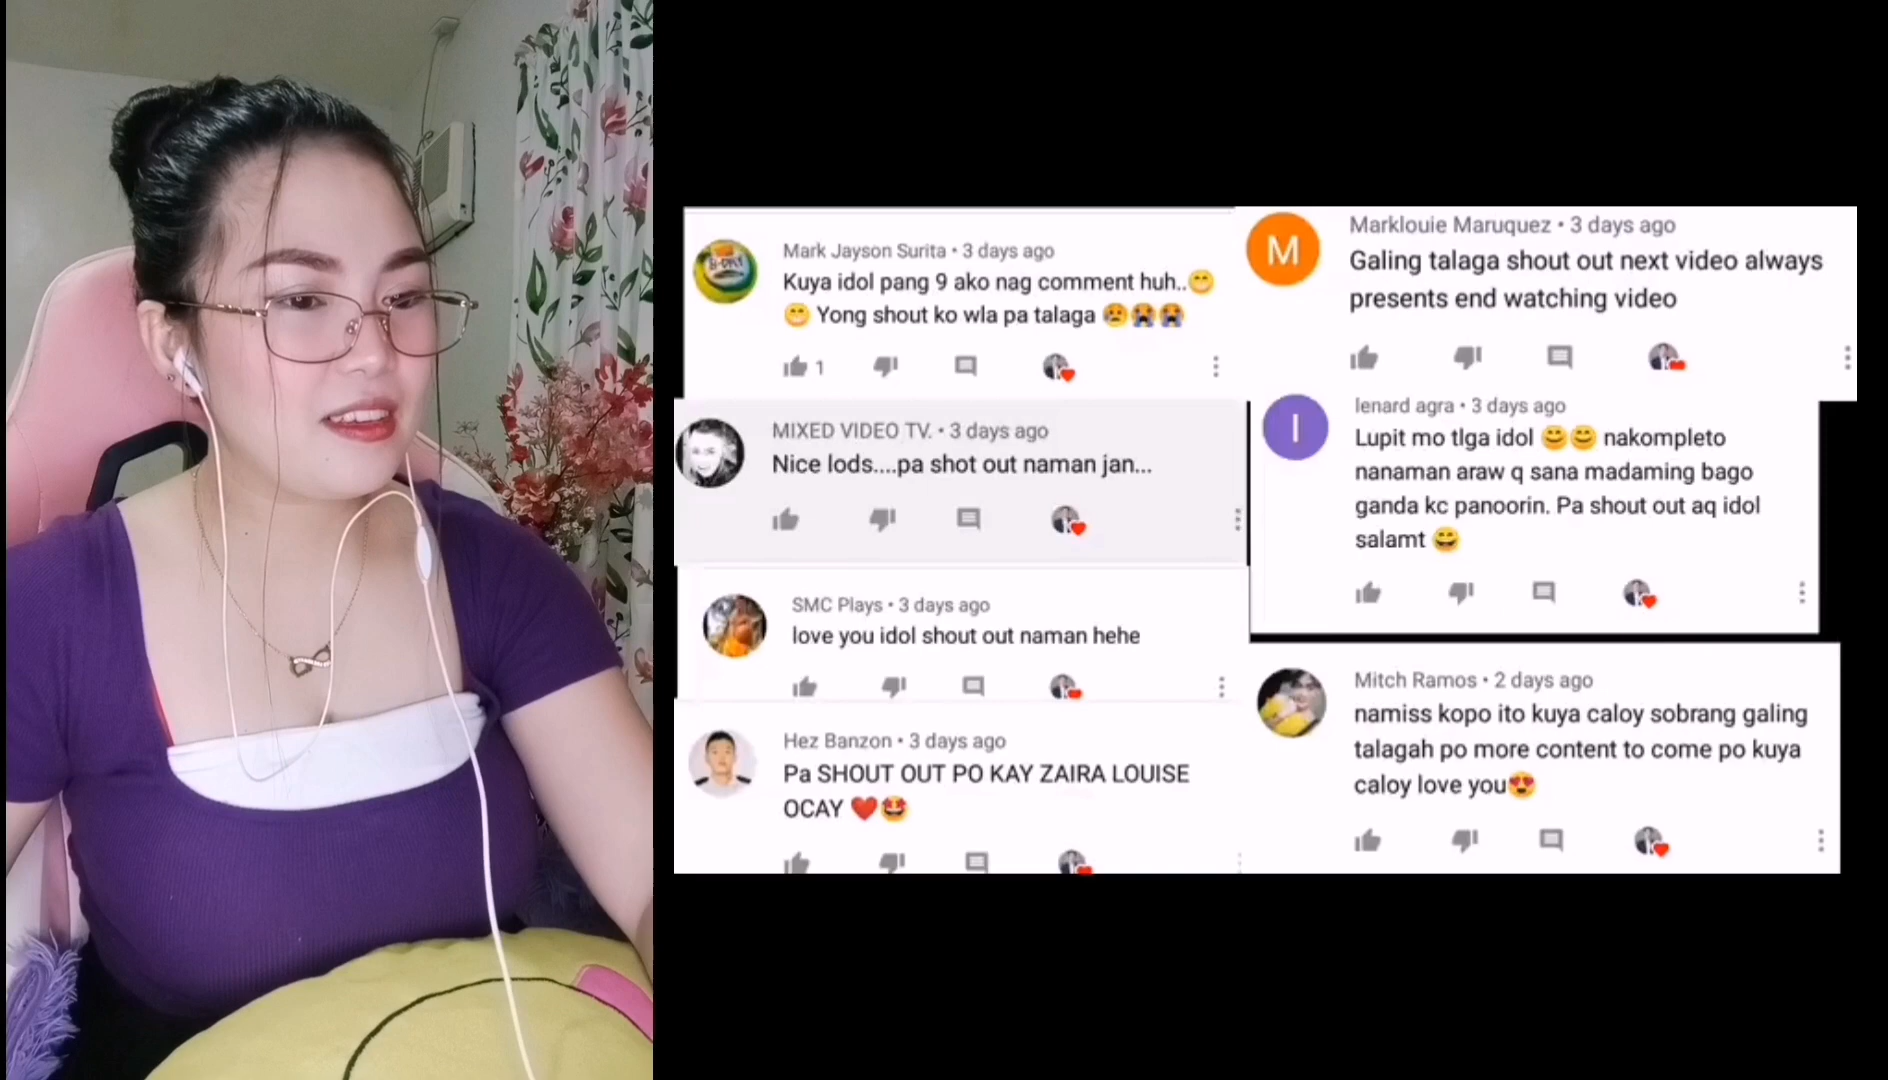 Mark Jayson Surita • 3 days ago
Kuya idol pang 9 ako nag comment huh..😁
😁 Yong shout ko wla pa talaga 😢😭😭
1
MIXED VIDEO TV. • 3 days ago
Nice lods....pa shot out naman jan...
SMC Plays • 3 days ago
love you idol shout out naman hehe
Hez Banzon • 3 days ago
Pa SHOUT OUT PO KAY ZAIRA LOUISE
OCAY ❤️🤩
M
Marklouie Maruquez • 3 days ago
Galing talaga shout out next video always
presents end watching video
l
lenard agra • 3 days ago
Lupit mo tlga idol 😊😊 nakompleto
nanaman araw q sana madaming bago
ganda kc panoorin. Pa shout out aq idol
salamt 😄
Mitch Ramos • 2 days ago
namiss kopo ito kuya caloy sobrang galing
talagah po more content to come po kuya
caloy love you😍